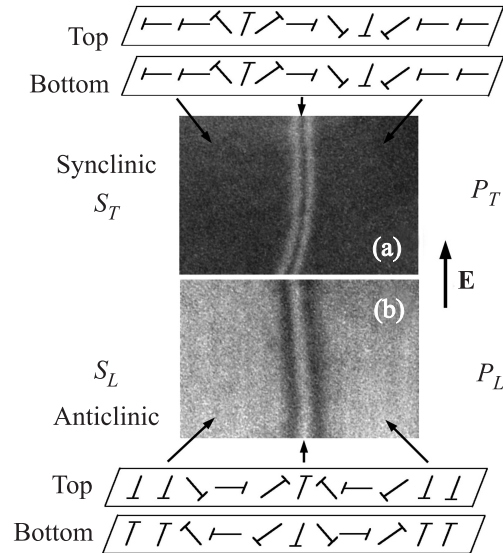 Top
Bottom
Synclinic
S_T
P_T
(a)
E
(b)
S_L
P_L
Anticlinic
Top
Bottom